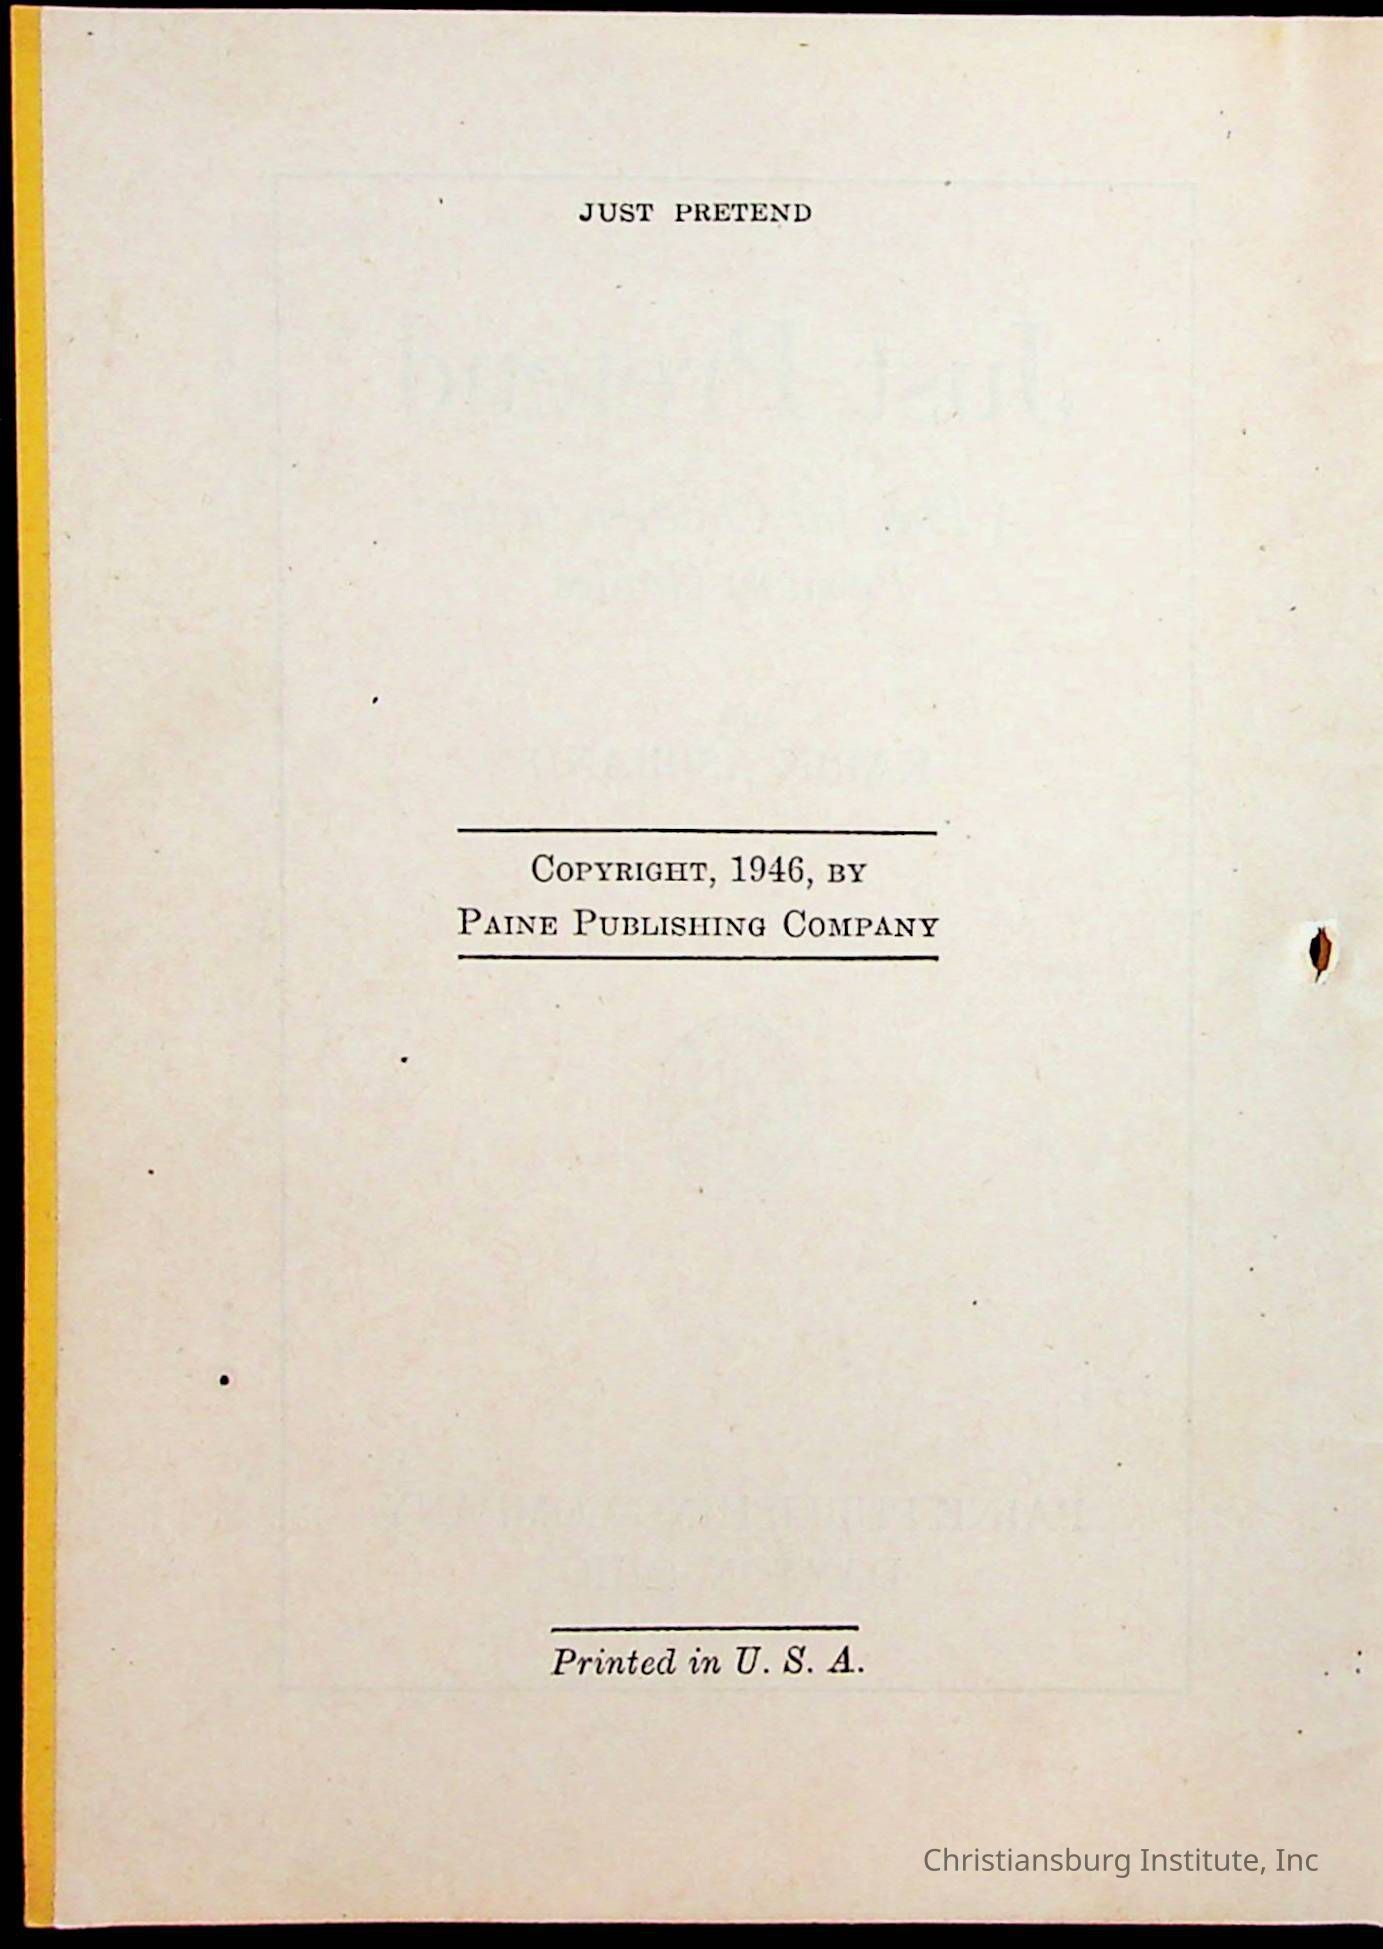 JUST PRETEND
COPYRIGHT, 1946, BY
PAINE PUBLISHING COMPANY
Printed in U. S. A.
Christiansburg Institute, Inc